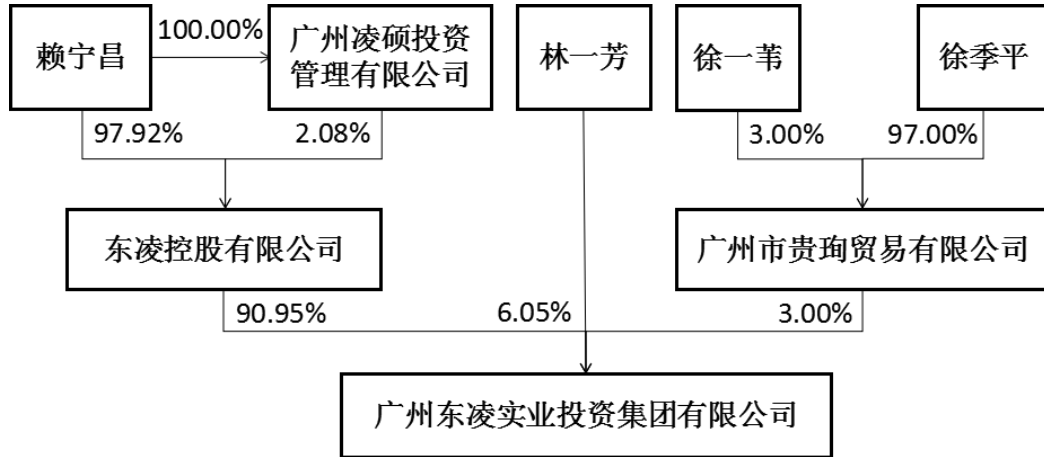 赖宁昌
100.00%
广州凌硕投资
管理有限公司
林一芳
徐一苇
徐季平
97.92%
2.08%
3.00%
97.00%
东凌控股有限公司
广州市贵珣贸易有限公司
90.95%
6.05%
3.00%
广州东凌实业投资集团有限公司